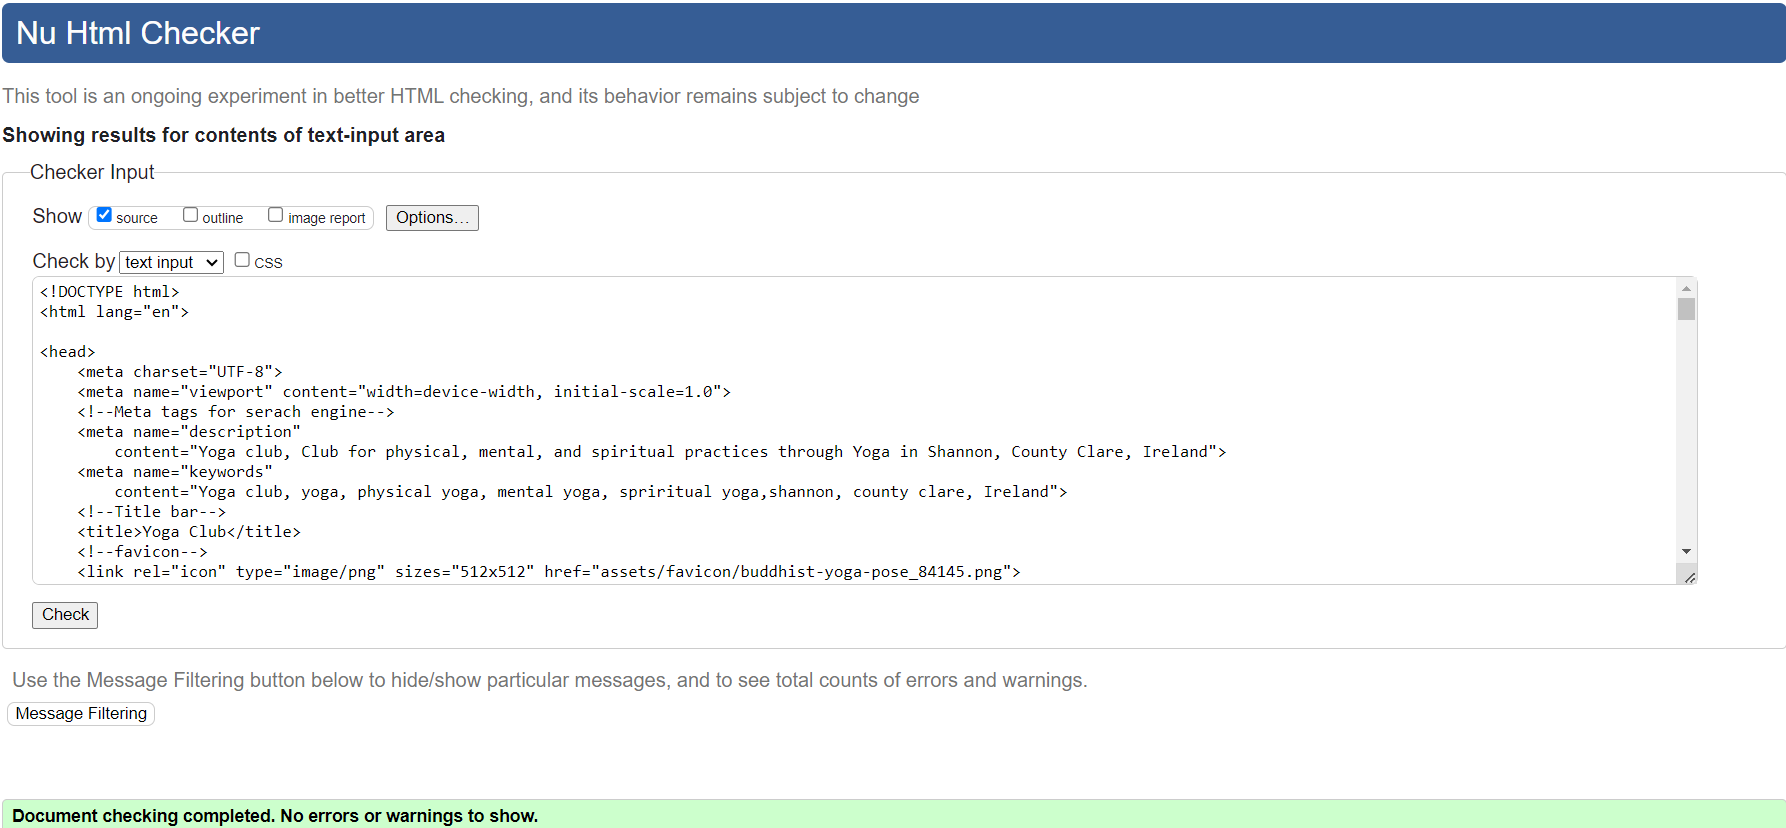 Nu Html Checker
This tool is an ongoing experiment in better HTML checking, and its behavior remains subject to change
Showing results for contents of text-input area
Checker Input
Show source outline image report Options...
Check by text input CSS
<!DOCTYPE html>
<html lang="en">
<head>
<meta charset="UTF-8">
<meta name="viewport" content="width=device-width, initial-scale=1.0">
<!--Meta tags for serach engine-->
<meta name="description"
content="Yoga club, Club for physical, mental, and spiritual practices through Yoga in Shannon, County Clare, Ireland">
<meta name="keywords"
content="Yoga club, yoga, physical yoga, mental yoga, spriritual yoga,shannon, county clare, Ireland">
<!--Title bar-->
<title>Yoga Club</title>
<!--favicon-->
<link rel="icon" type="image/png" sizes="512x512" href="assets/favicon/buddhist-yoga-pose_84145.png">
Check
Use the Message Filtering button below to hide/show particular messages, and to see total counts of errors and warnings.
Message Filtering
Document checking completed. No errors or warnings to show.